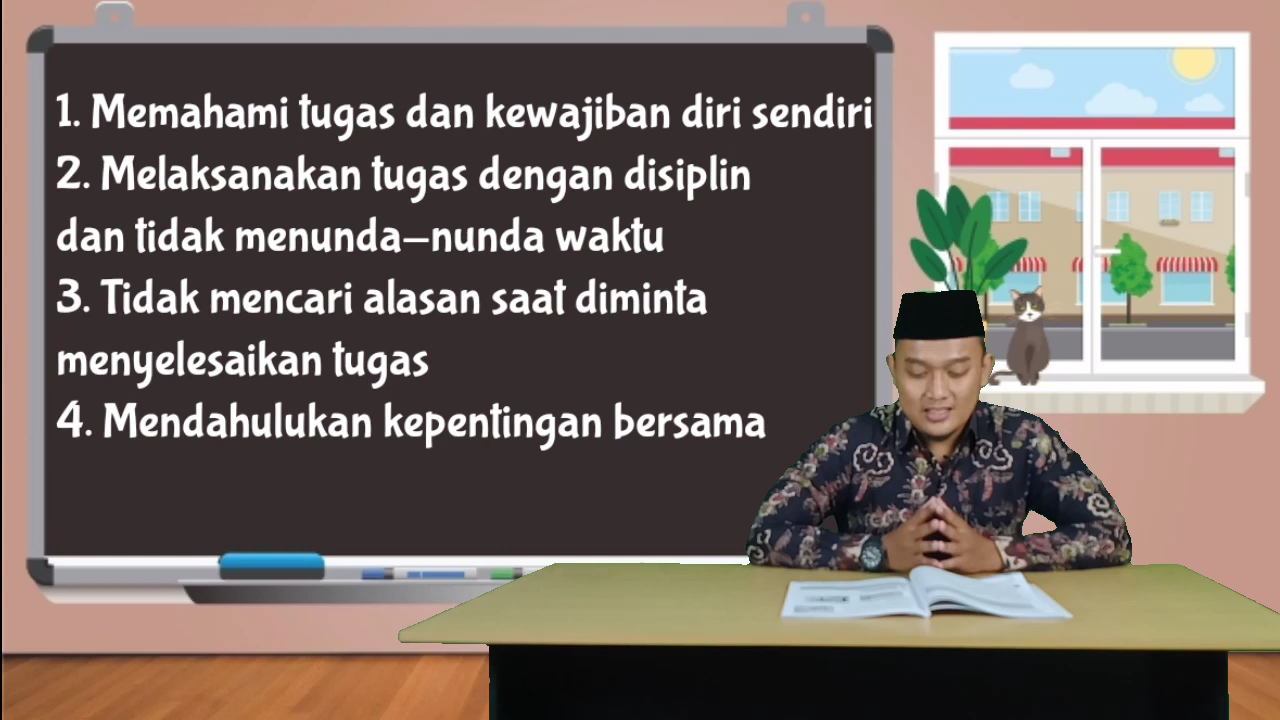 1. Memahami tugas dan kewajiban diri sendiri
2. Melaksanakan tugas dengan disiplin
dan tidak menunda-nunda waktu
3. Tidak mencari alasan saat diminta
menyelesaikan tugas
4. Mendahulukan kepentingan bersama